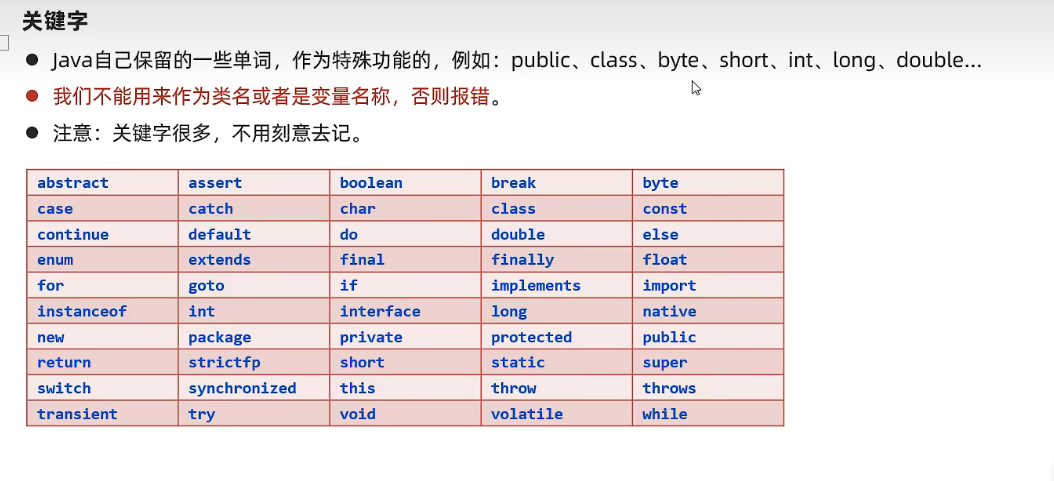 关键字
Java自己保留的一些单词，作为特殊功能的，例如：public、class、byte、short、int、long、double...
我们不能用来作为类名或者是变量名称，否则报错。
注意：关键字很多，不用刻意去记。
abstract assert boolean break byte
case catch char class const
continue default do double else
enum extends final finally float
for goto if implements import
instanceof int interface long native
new package private protected public
return strictfp short static super
switch synchronized this throw throws
transient try void volatile while